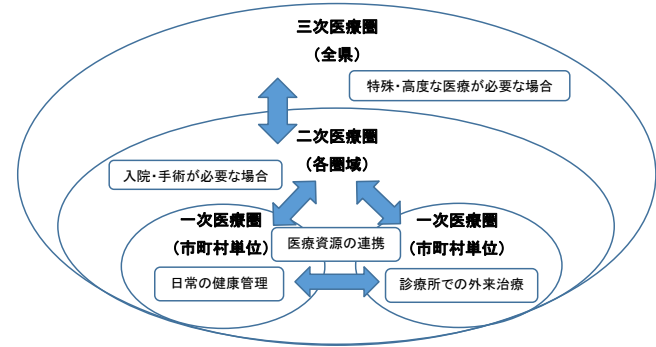 三次医療圏
（全県）
特殊・高度な医療が必要な場合
二次医療圏
（各圏域）
入院・手術が必要な場合
一次医療圏
（市町村単位）
一次医療圏
（市町村単位）
医療資源の連携
日常の健康管理
診療所での外来治療